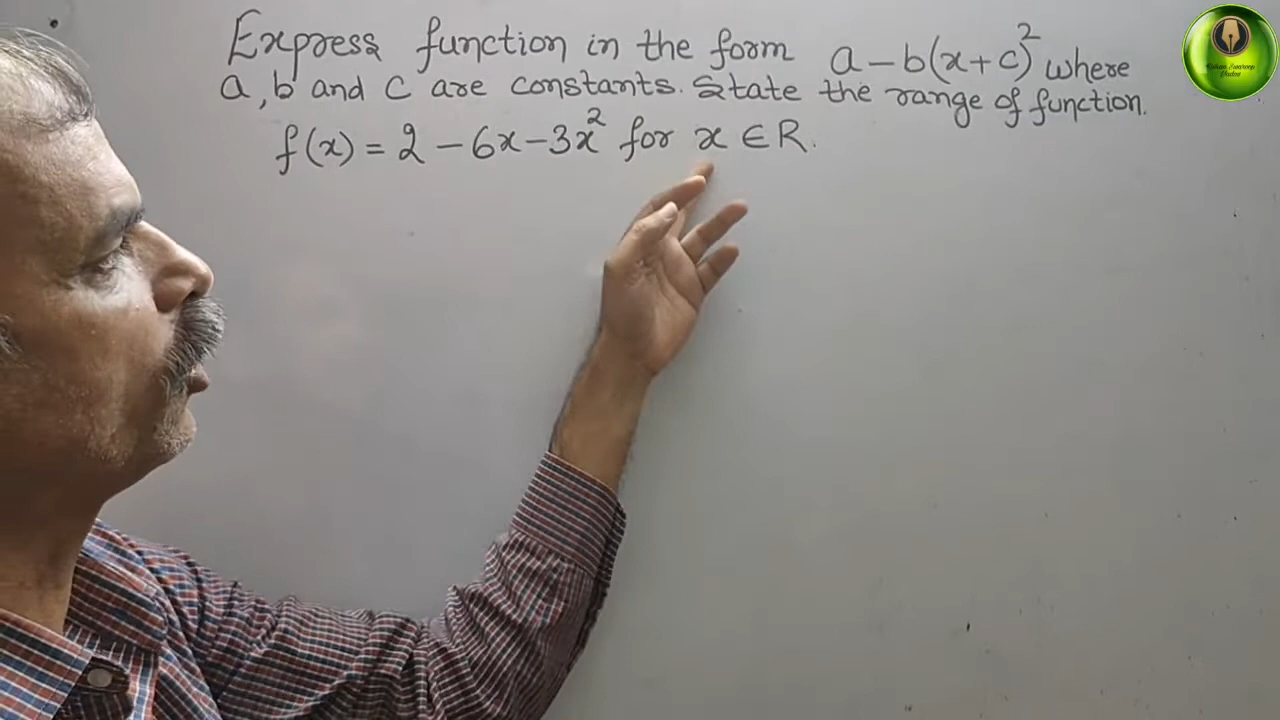 Express function in the form a-b(x+c)² where
a, b and c are constants. State the range of function.
f(x) = 2 - 6x - 3x² for x ∈ R.